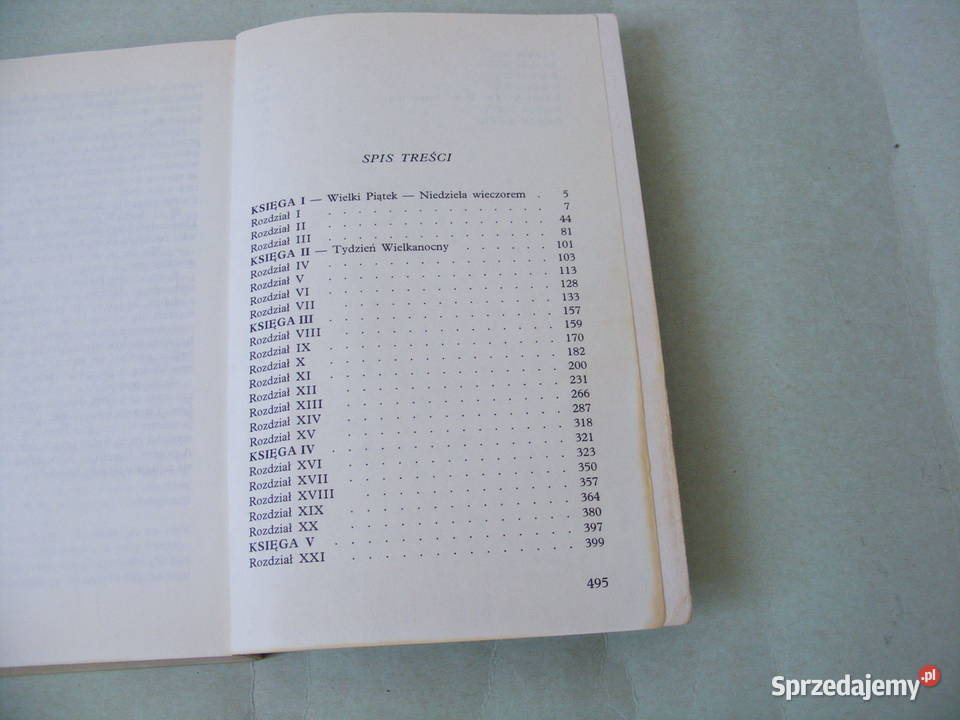 SPIS TREŚCI
KSIĘGA I — Wielki Piątek — Niedziela wieczorem . 5
Rozdział I . . . . . . . . . . . . 7
Rozdział II . . . . . . . . . . . . 44
Rozdział III . . . . . . . . . . . . 81
KSIĘGA II — Tydzień Wielkanocny . . . . . 101
Rozdział IV . . . . . . . . . . . . 103
Rozdział V . . . . . . . . . . . . 113
Rozdział VI . . . . . . . . . . . . 128
Rozdział VII . . . . . . . . . . . . 133
KSIĘGA III . . . . . . . . . . . . 157
Rozdział VIII . . . . . . . . . . . . 159
Rozdział IX . . . . . . . . . . . . 170
Rozdział X . . . . . . . . . . . . 182
Rozdział XI . . . . . . . . . . . . 200
Rozdział XII . . . . . . . . . . . . 231
Rozdział XIII . . . . . . . . . . . . 266
Rozdział XIV . . . . . . . . . . . . 287
Rozdział XV . . . . . . . . . . . . 318
KSIĘGA IV . . . . . . . . . . . . 321
Rozdział XVI . . . . . . . . . . . . 323
Rozdział XVII . . . . . . . . . . . . 350
Rozdział XVIII . . . . . . . . . . . 357
Rozdział XIX . . . . . . . . . . . . 364
Rozdział XX . . . . . . . . . . . . 380
KSIĘGA V . . . . . . . . . . . . 397
Rozdział XXI . . . . . . . . . . . . 399
495
Sprzedajemy.pl